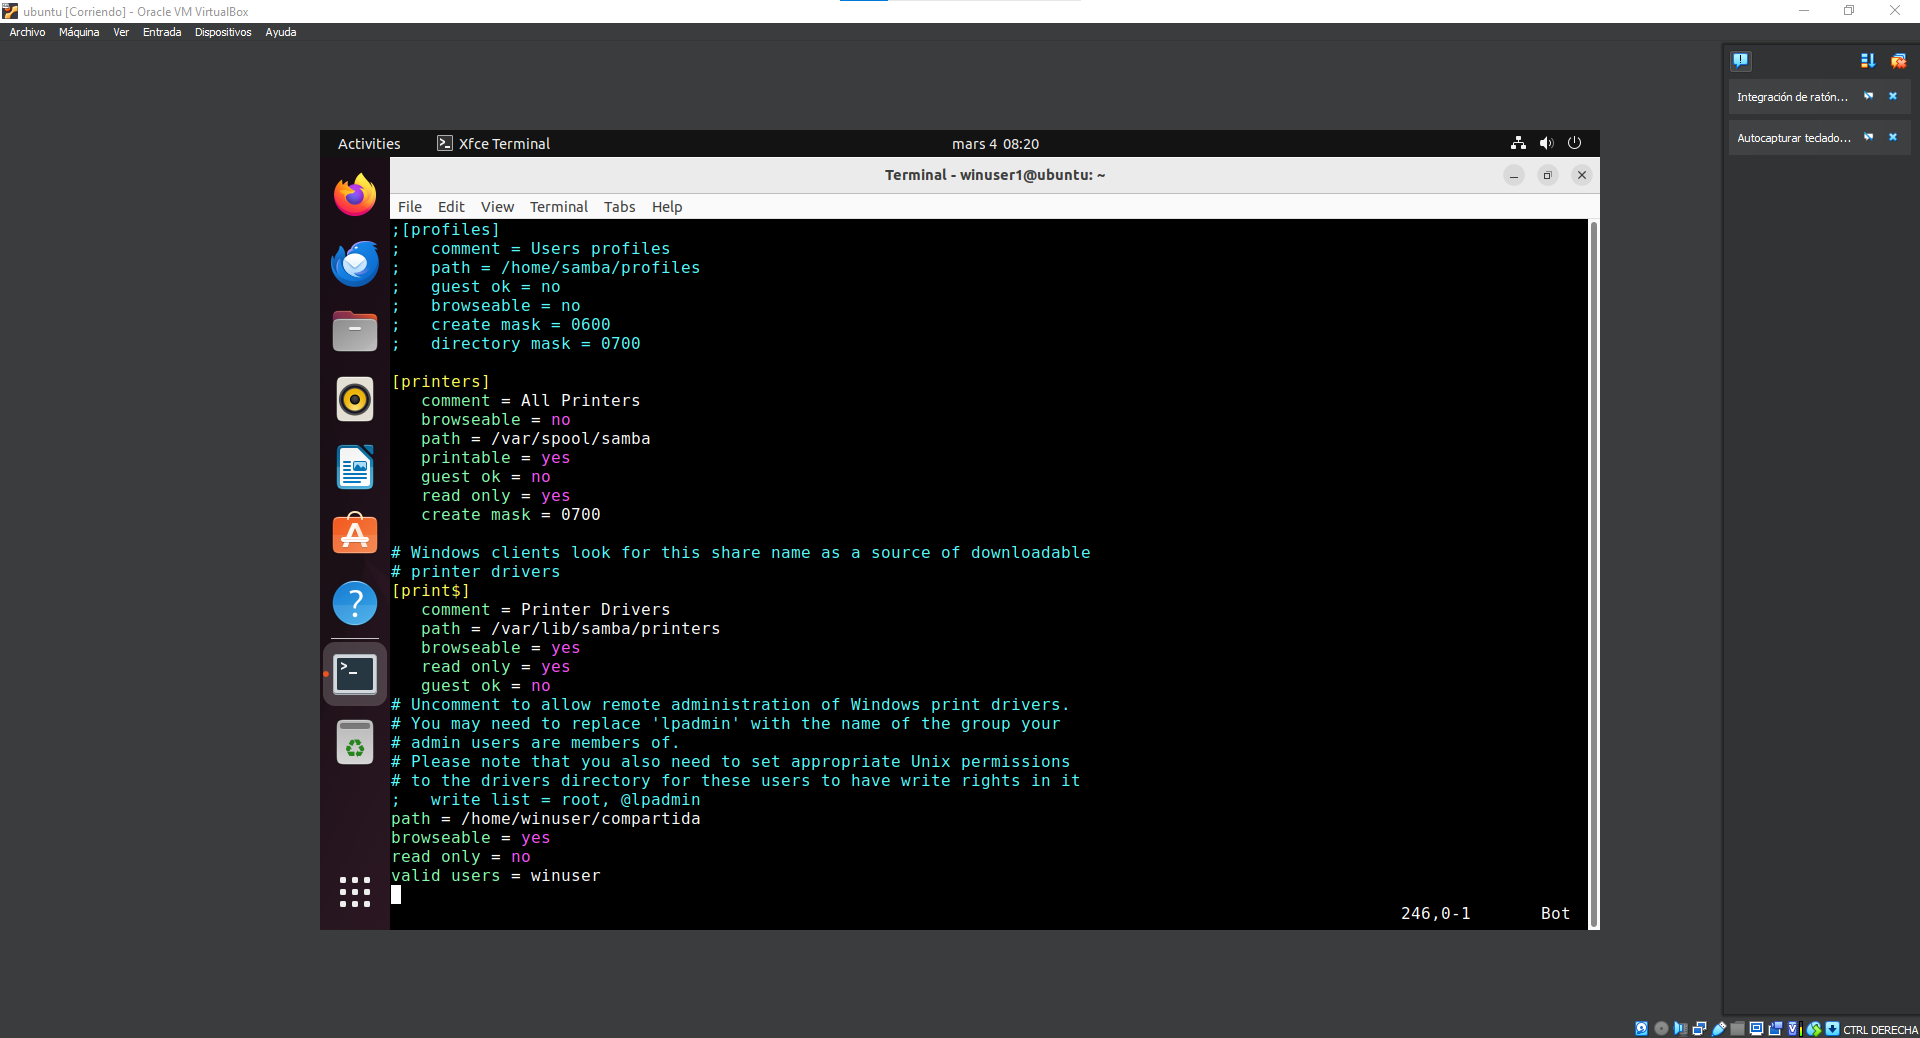 ubuntu [Corriendo] - Oracle VM VirtualBox
Archivo Máquina Ver Entrada Dispositivos Ayuda
Integración de ratón...
Autocapturar teclado...
Activities Xfce Terminal mars 4 08:20
Terminal - winuser1@ubuntu: ~
File Edit View Terminal Tabs Help
;[profiles]
;   comment = Users profiles
;   path = /home/samba/profiles
;   guest ok = no
;   browseable = no
;   create mask = 0600
;   directory mask = 0700
[printers]
   comment = All Printers
   browseable = no
   path = /var/spool/samba
   printable = yes
   guest ok = no
   read only = yes
   create mask = 0700
# Windows clients look for this share name as a source of downloadable
# printer drivers
[print$]
   comment = Printer Drivers
   path = /var/lib/samba/printers
   browseable = yes
   read only = yes
   guest ok = no
# Uncomment to allow remote administration of Windows print drivers.
# You may need to replace 'lpadmin' with the name of the group your
# admin users are members of.
# Please note that you also need to set appropriate Unix permissions
# to the drivers directory for these users to have write rights in it
;   write list = root, @lpadmin
path = /home/winuser/compartida
browseable = yes
read only = no
valid users = winuser
246,0-1 Bot
CTRL DERECHA